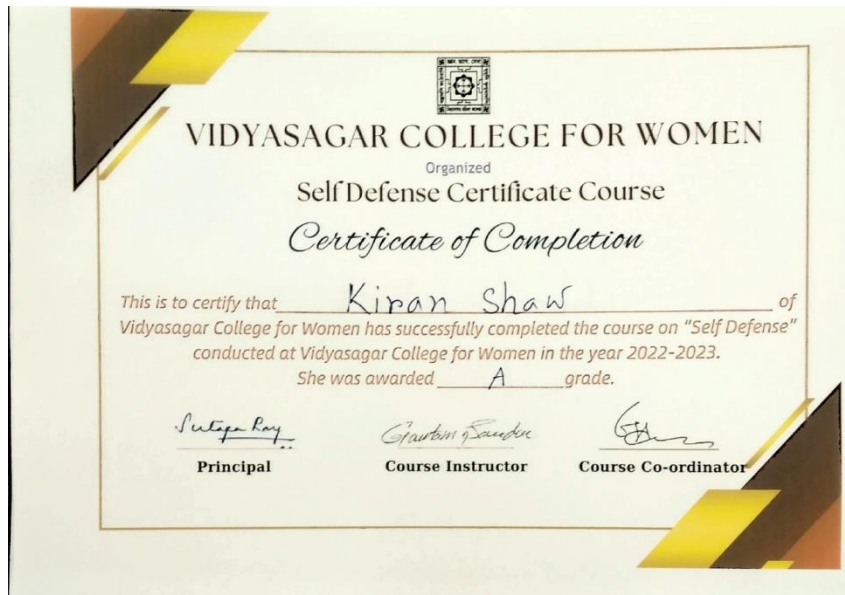 VIDYASAGAR COLLEGE FOR WOMEN
Organized
Self Defense Certificate Course
Certificate of Completion
This is to certify that Kiran Shaw of
Vidyasagar College for Women has successfully completed the course on "Self Defense"
conducted at Vidyasagar College for Women in the year 2022-2023.
She was awarded A grade.
Sutapa Ray
Principal
Course Instructor
Course Co-ordinator